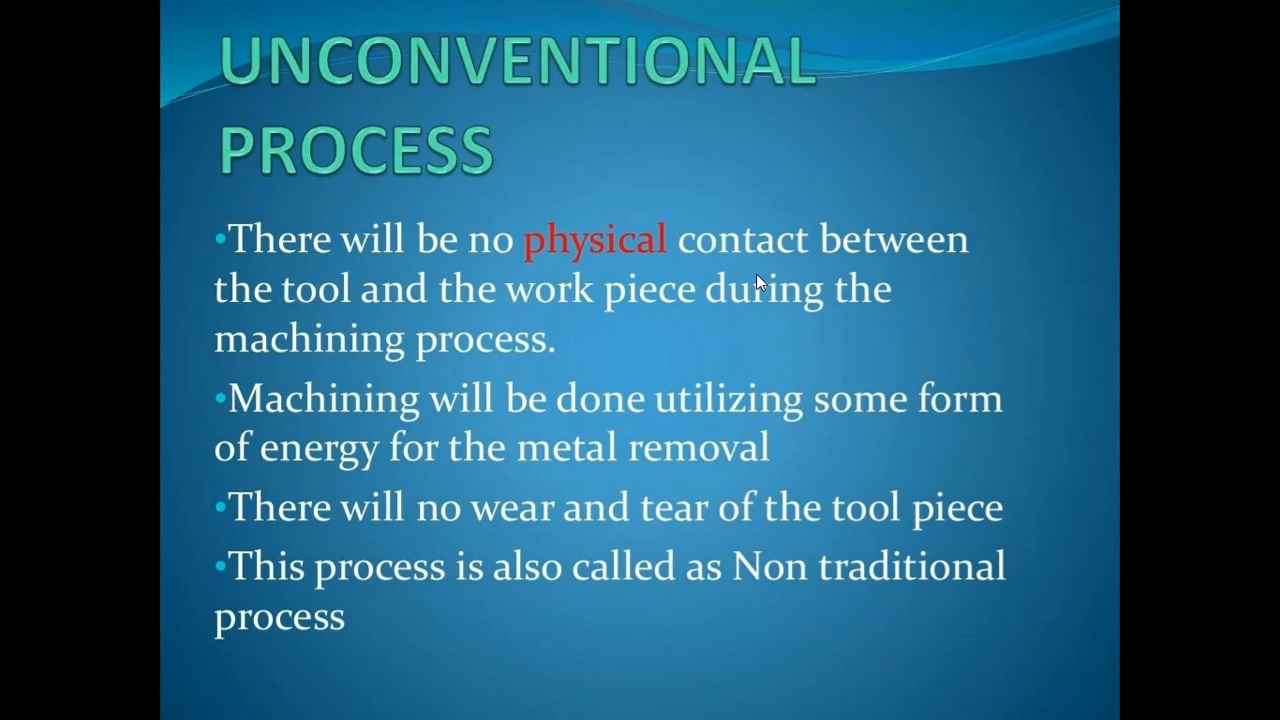 UNCONVENTIONAL
PROCESS
•There will be no physical contact between
the tool and the work piece during the
machining process.
•Machining will be done utilizing some form
of energy for the metal removal
•There will no wear and tear of the tool piece
•This process is also called as Non traditional
process